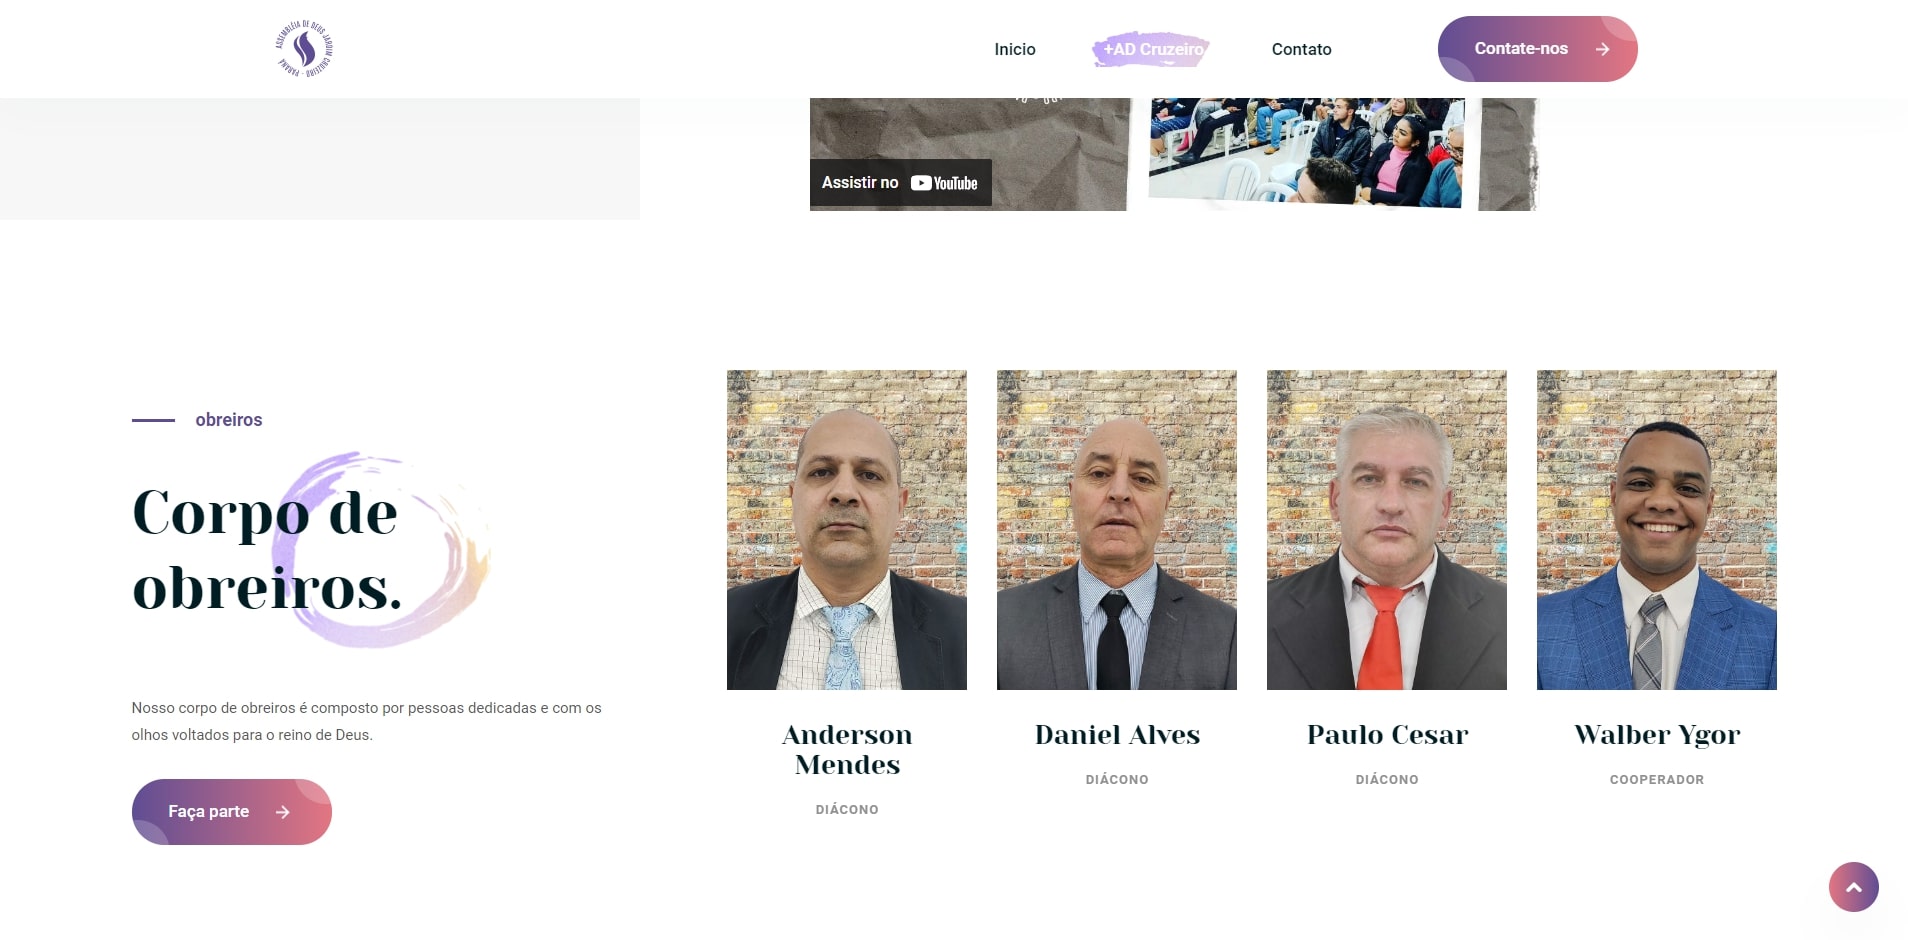 ASSEMBLÉIA DE DEUS JARDIM CRUZEIRO - PARANÁ
Inicio
+AD Cruzeiro
Contato
Contate-nos
Assistir no YouTube
obreiros
Corpo de
obreiros.
Nosso corpo de obreiros é composto por pessoas dedicadas e com os
olhos voltados para o reino de Deus.
Faça parte
Anderson
Mendes
DIÁCONO
Daniel Alves
DIÁCONO
Paulo Cesar
DIÁCONO
Walber Ygor
COOPERADOR